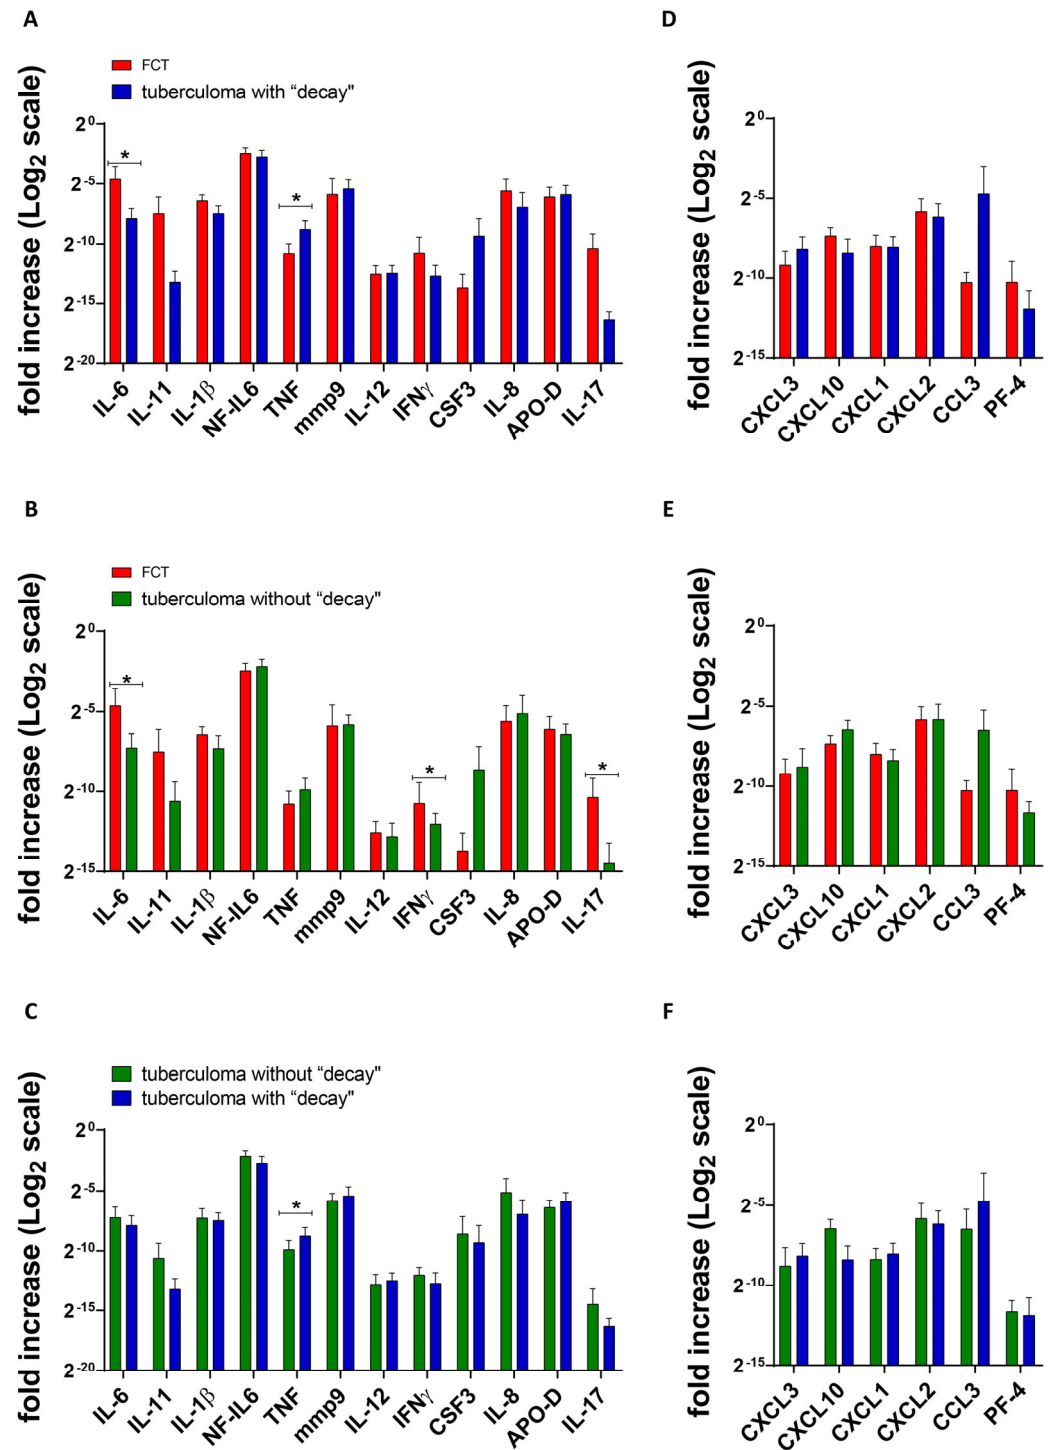 A
fold increase (Log₂ scale)
FCT
tuberculoma with “decay"
2⁰
2⁻⁵
2⁻¹⁰
2⁻¹⁵
2⁻²⁰
*
*
IL-6
IL-11
IL-1β
NF-IL6
TNF
mmp9
IL-12
IFNγ
CSF3
IL-8
APO-D
IL-17
D
fold increase (Log₂ scale)
2⁰
2⁻⁵
2⁻¹⁰
2⁻¹⁵
CXCL3
CXCL10
CXCL1
CXCL2
CCL3
PF-4
B
fold increase (Log₂ scale)
FCT
tuberculoma without “decay"
2⁰
2⁻⁵
2⁻¹⁰
2⁻¹⁵
*
*
*
IL-6
IL-11
IL-1β
NF-IL6
TNF
mmp9
IL-12
IFNγ
CSF3
IL-8
APO-D
IL-17
E
fold increase (Log₂ scale)
2⁰
2⁻⁵
2⁻¹⁰
2⁻¹⁵
CXCL3
CXCL10
CXCL1
CXCL2
CCL3
PF-4
C
fold increase (Log₂ scale)
tuberculoma without “decay"
tuberculoma with “decay"
2⁰
2⁻⁵
2⁻¹⁰
2⁻¹⁵
2⁻²⁰
*
IL-6
IL-11
IL-1β
NF-IL6
TNF
mmp9
IL-12
IFNγ
CSF3
IL-8
APO-D
IL-17
F
fold increase (Log₂ scale)
2⁰
2⁻⁵
2⁻¹⁰
2⁻¹⁵
CXCL3
CXCL10
CXCL1
CXCL2
CCL3
PF-4